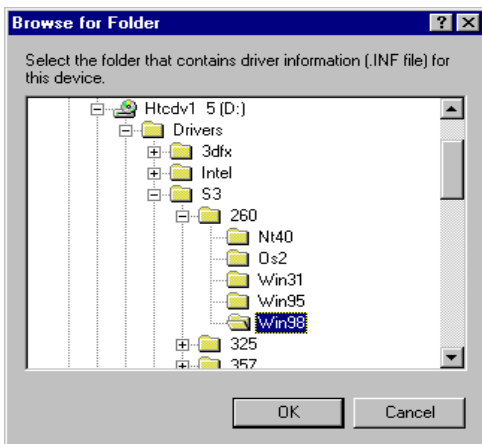 Browse for Folder
Select the folder that contains driver information (.INF file) for
this device.
Htcdv1 5 (D:)
Drivers
3dfx
Intel
S3
260
Nt40
Os2
Win31
Win95
Win98
325
357
OK
Cancel